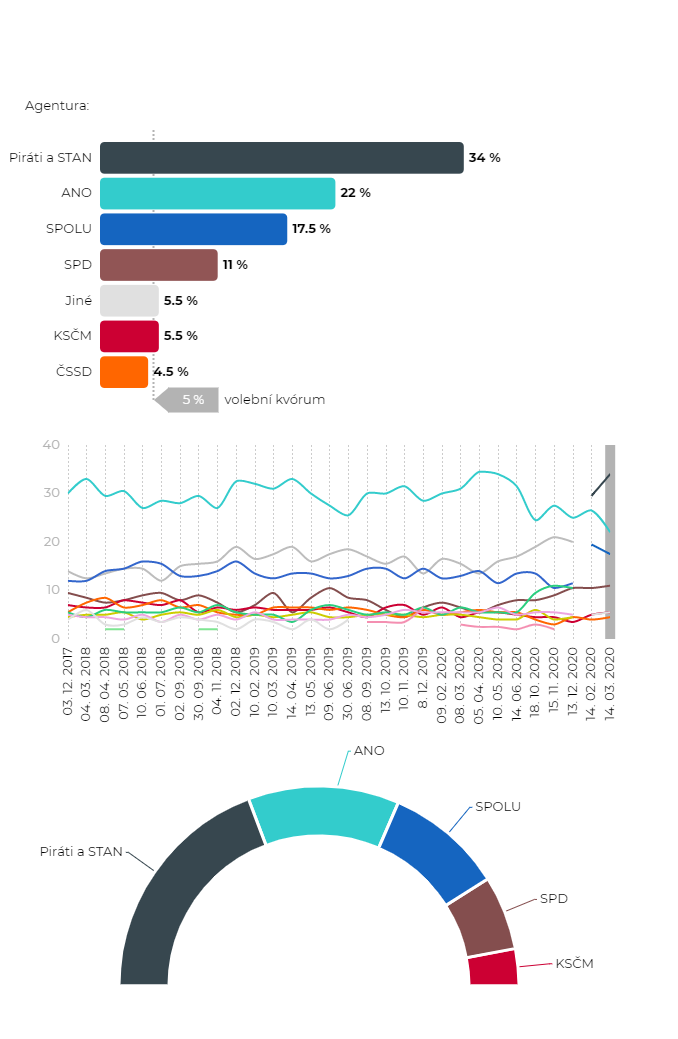 Agentura:
Piráti a STAN 34 %
ANO 22 %
SPOLU 17.5 %
SPD 11 %
Jiné 5.5 %
KSČM 5.5 %
ČSSD 4.5 %
5 % volební kvórum
40
30
20
10
0
03. 12. 2017
04. 03. 2018
08. 04. 2018
07. 05. 2018
10. 06. 2018
01. 07. 2018
02. 09. 2018
30. 09. 2018
04. 11. 2018
02. 12. 2018
10. 02. 2019
10. 03. 2019
14. 04. 2019
13. 05. 2019
09. 06. 2019
30. 06. 2019
08. 09. 2019
13. 10. 2019
10. 11. 2019
8. 12. 2019
09. 02. 2020
08. 03. 2020
05. 04. 2020
10. 05. 2020
14. 06. 2020
18. 10. 2020
15. 11. 2020
13. 12. 2020
14. 02. 2020
14. 03. 2020
ANO
SPOLU
Piráti a STAN
SPD
KSČM